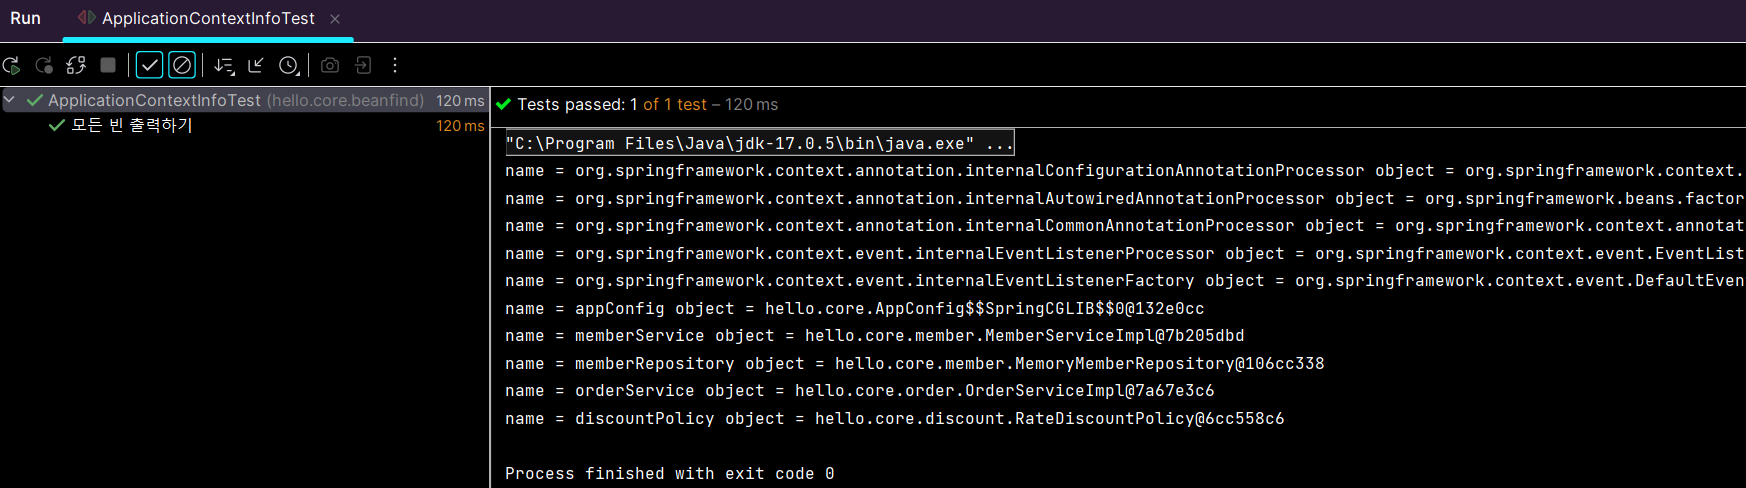 Run ApplicationContextInfoTest
ApplicationContextInfoTest (hello.core.beanfind) 120 ms
모든 빈 출력하기 120 ms
Tests passed: 1 of 1 test – 120 ms
"C:\Program Files\Java\jdk-17.0.5\bin\java.exe" ...
name = org.springframework.context.annotation.internalConfigurationAnnotationProcessor object = org.springframework.context.
name = org.springframework.context.annotation.internalAutowiredAnnotationProcessor object = org.springframework.beans.factor
name = org.springframework.context.annotation.internalCommonAnnotationProcessor object = org.springframework.context.annotat
name = org.springframework.context.event.internalEventListenerProcessor object = org.springframework.context.event.EventList
name = org.springframework.context.event.internalEventListenerFactory object = org.springframework.context.event.DefaultEven
name = appConfig object = hello.core.AppConfig$$SpringCGLIB$$0@132e0cc
name = memberService object = hello.core.member.MemberServiceImpl@7b205dbd
name = memberRepository object = hello.core.member.MemoryMemberRepository@106cc338
name = orderService object = hello.core.order.OrderServiceImpl@7a67e3c6
name = discountPolicy object = hello.core.discount.RateDiscountPolicy@6cc558c6
Process finished with exit code 0